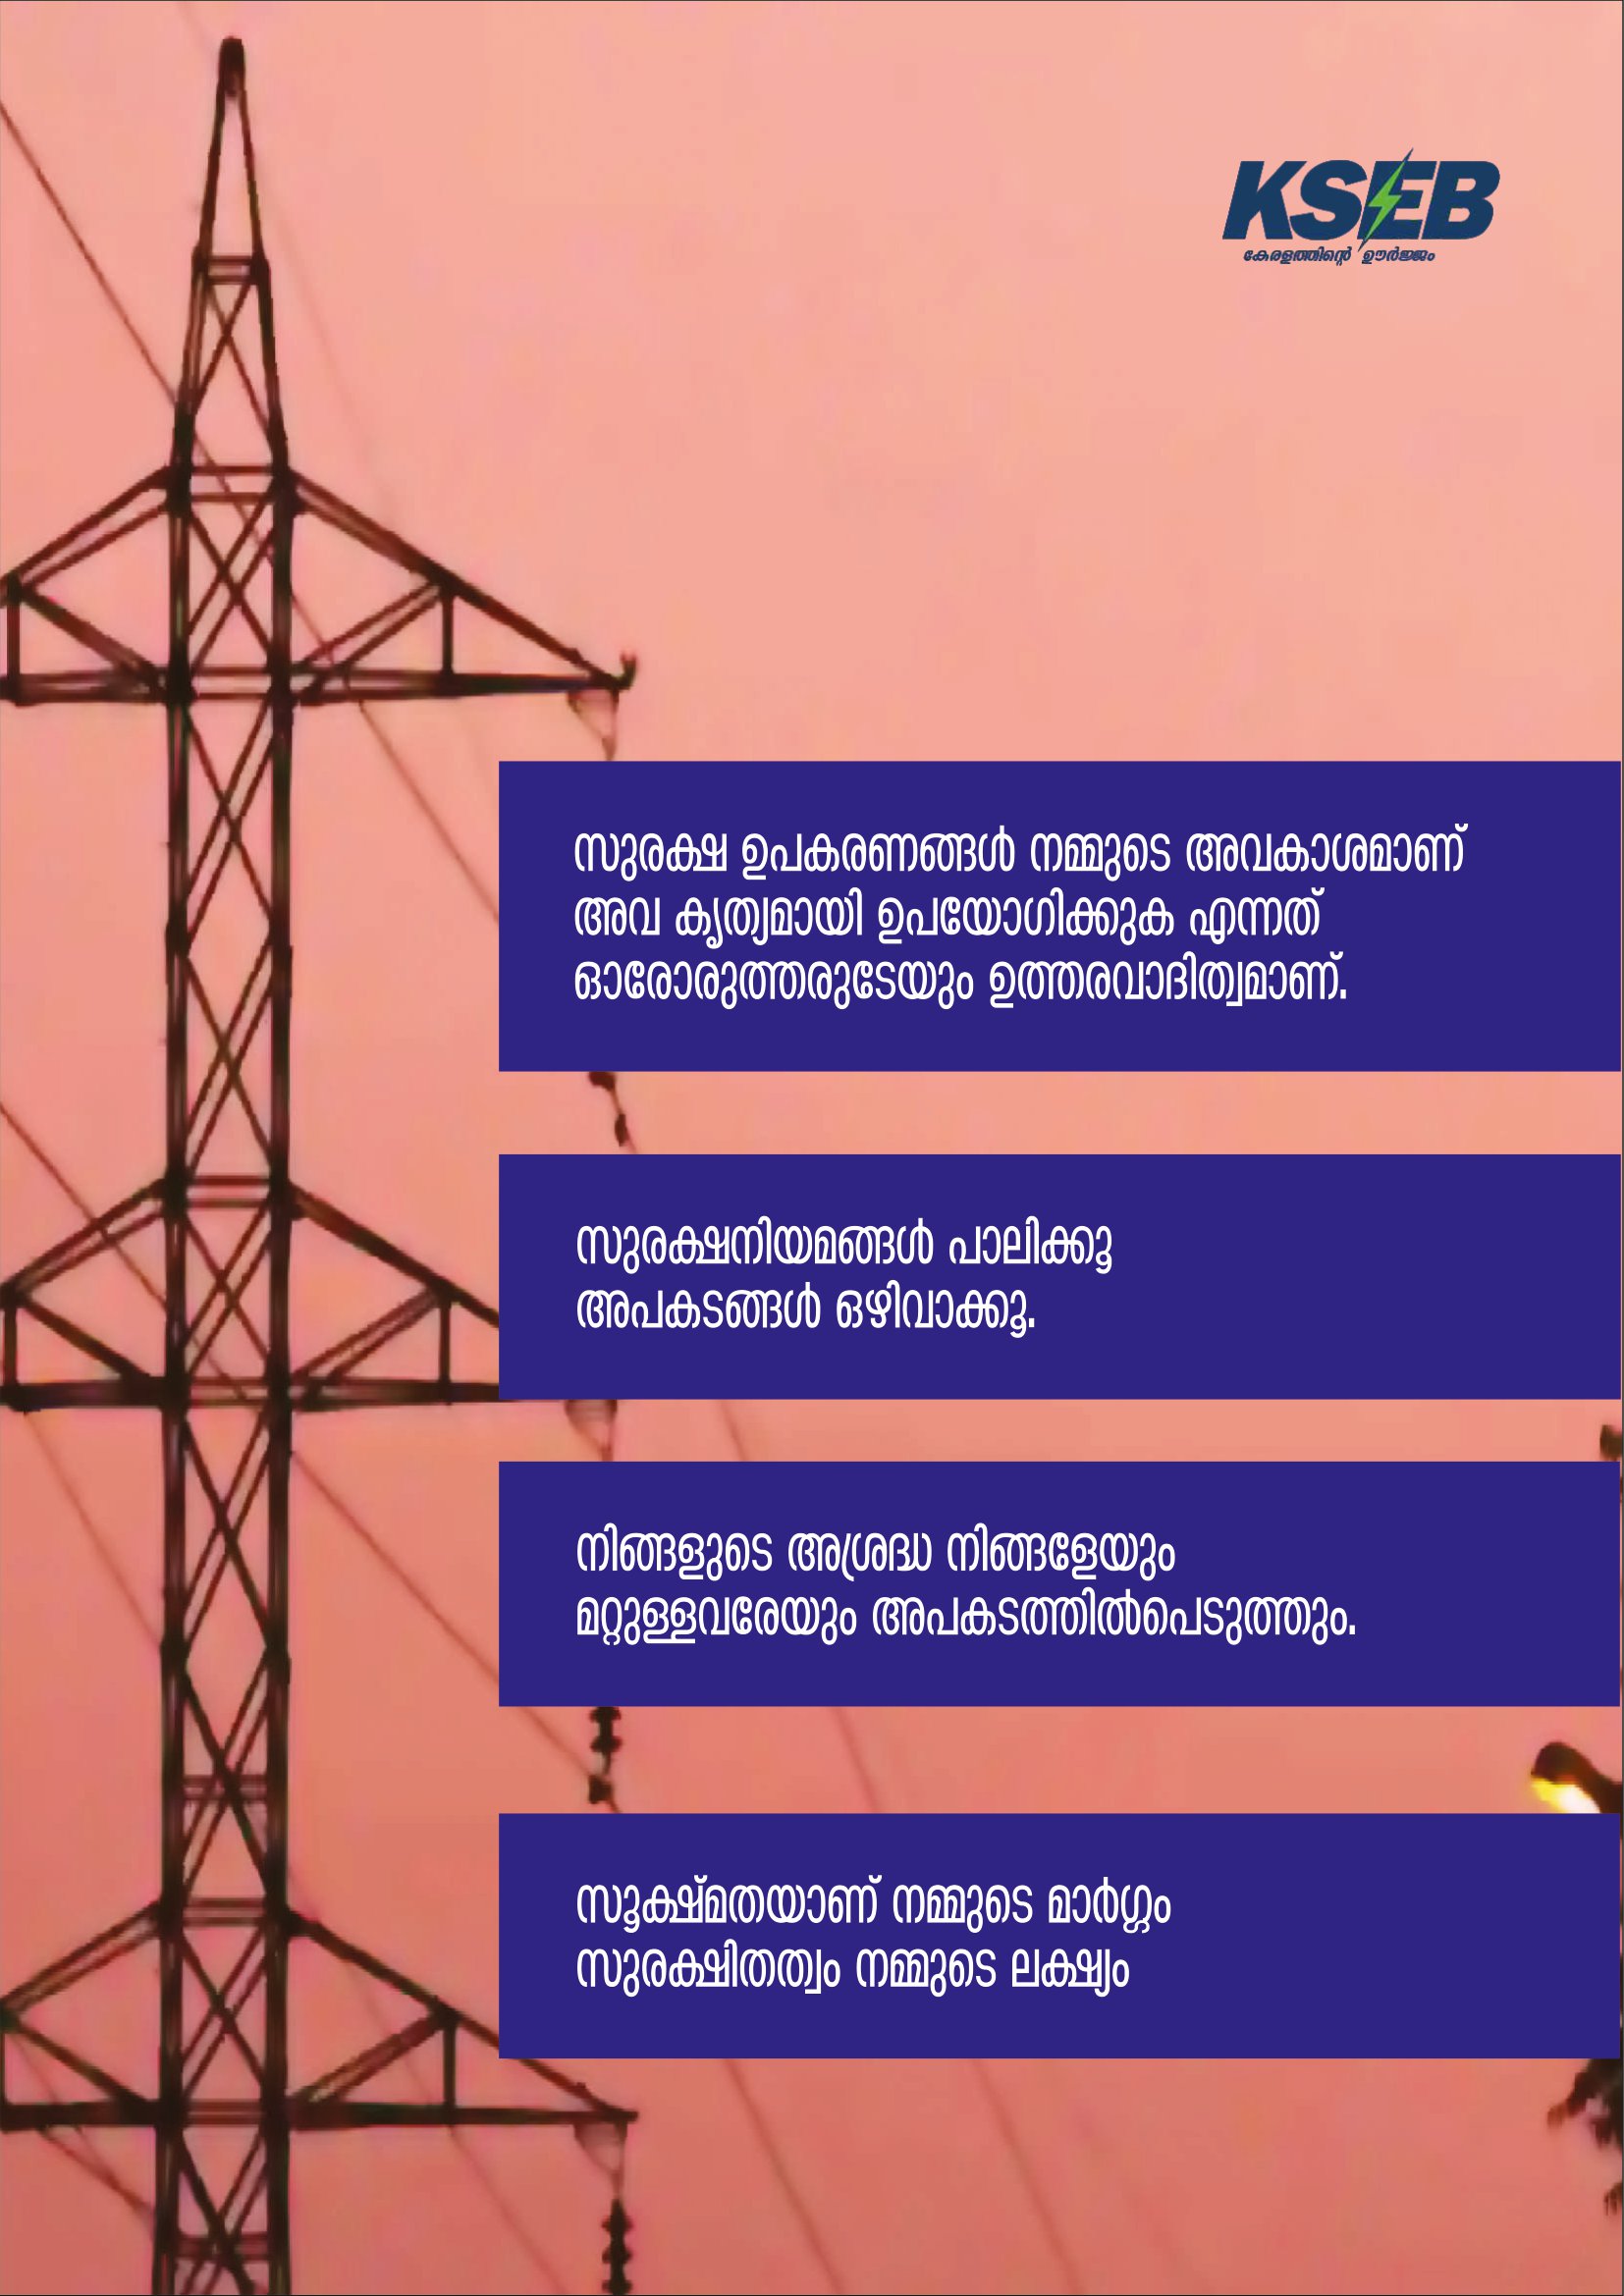 KSEB
കേരളത്തിന്റെ ഊർജ്ജം
സുരക്ഷ ഉപകരണങ്ങൾ നമ്മുടെ അവകാശമാണ്
അവ കൃത്യമായി ഉപയോഗിക്കുക എന്നത്
ഓരോരുത്തരുടേയും ഉത്തരവാദിത്വമാണ്.
സുരക്ഷനിയമങ്ങൾ പാലിക്കൂ
അപകടങ്ങൾ ഒഴിവാക്കൂ.
നിങ്ങളുടെ അശ്രദ്ധ നിങ്ങളേയും
മറ്റുള്ളവരേയും അപകടത്തിൽപെടുത്തും.
സൂക്ഷ്മതയാണ് നമ്മുടെ മാർഗ്ഗം
സുരക്ഷിതത്വം നമ്മുടെ ലക്ഷ്യം